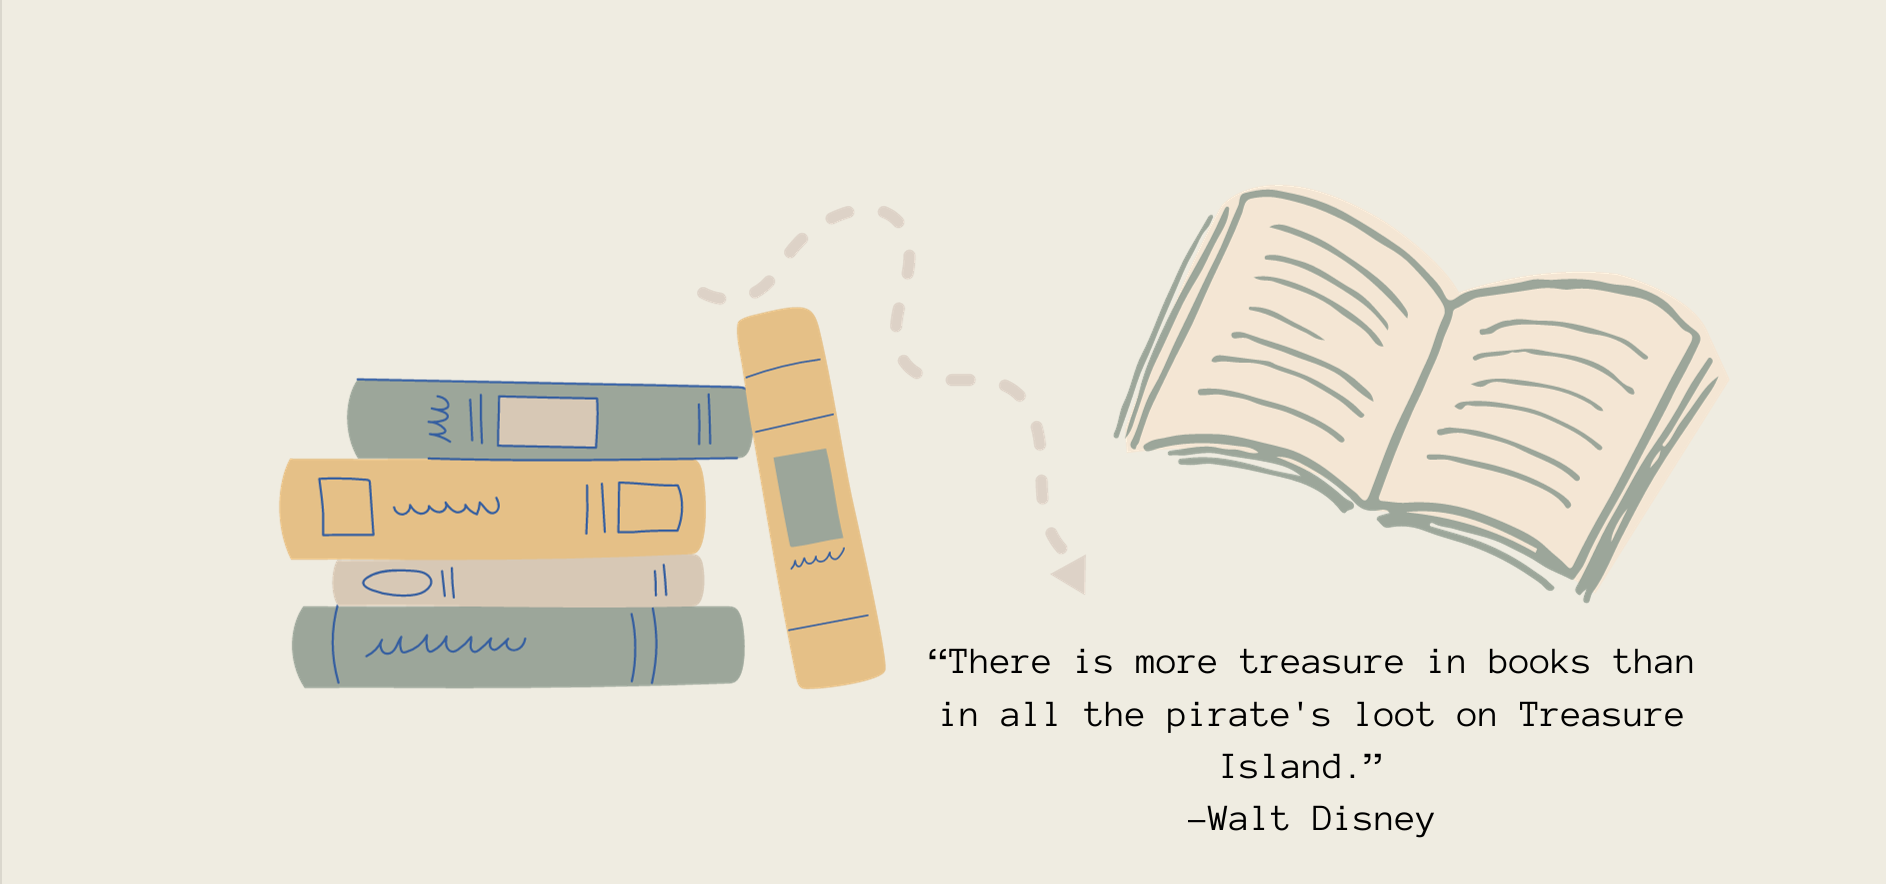 “There is more treasure in books than
in all the pirate's loot on Treasure
Island.”
–Walt Disney